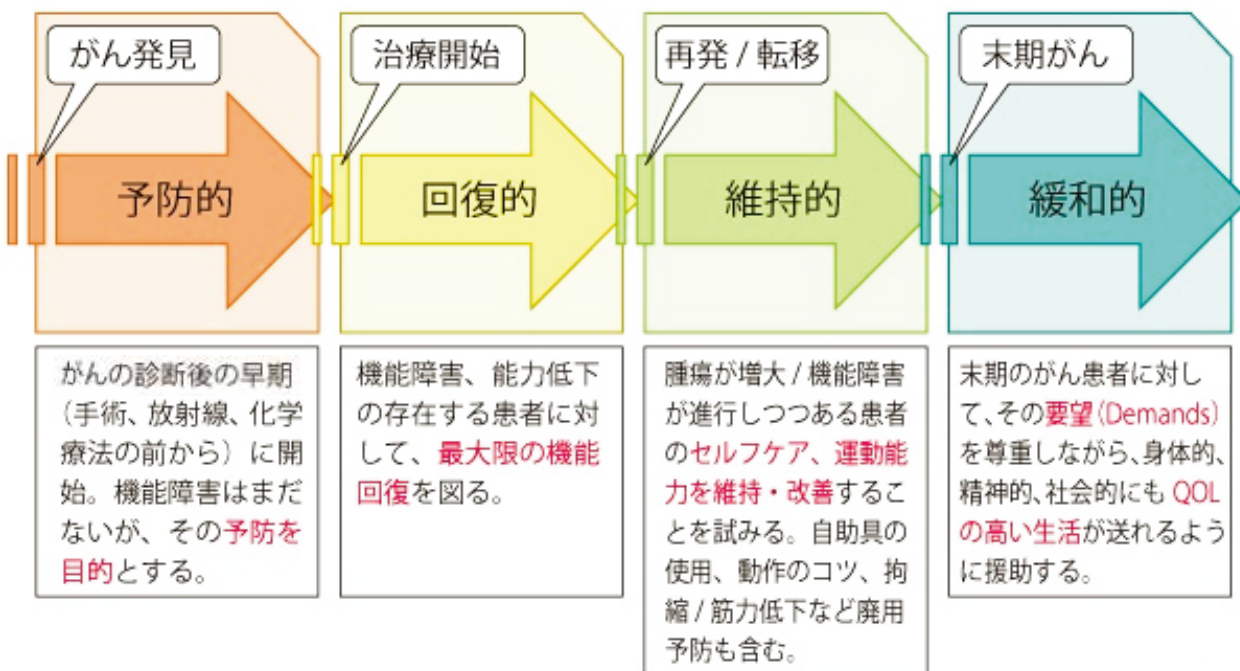 がん発見
治療開始
再発 / 転移
末期がん
予防的
回復的
維持的
緩和的
がんの診断後の早期
（手術、放射線、化学
療法の前から）に開
始。機能障害はまだ
ないが、その予防を
目的とする。
機能障害、能力低下
の存在する患者に対
して、最大限の機能
回復を図る。
腫瘍が増大 / 機能障害
が進行しつつある患者
のセルフケア、運動能
力を維持・改善するこ
とを試みる。自助具の
使用、動作のコツ、拘
縮 / 筋力低下など廃用
予防も含む。
末期のがん患者に対し
て、その要望（Demands）
を尊重しながら、身体的、
精神的、社会的にも QOL
の高い生活が送れるよう
に援助する。